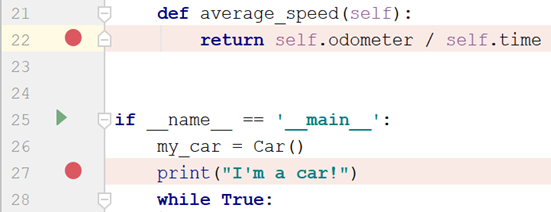 21 def average_speed(self):
22 return self.odometer / self.time
23
24
25 if __name__ == '__main__':
26 my_car = Car()
27 print("I'm a car!")
28 while True: